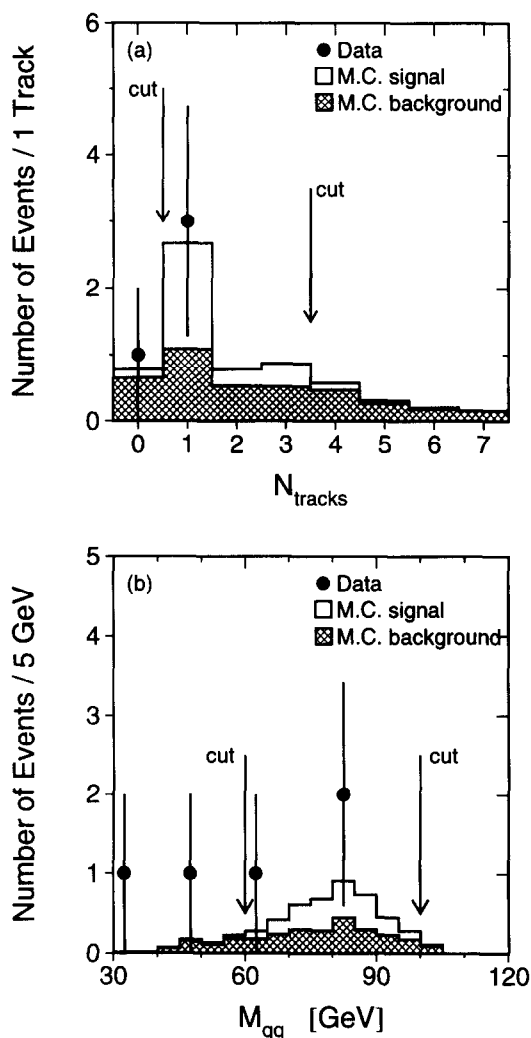 (a)
Data
M.C. signal
M.C. background
cut
cut
Number of Events / 1 Track
6
4
2
0
0 1 2 3 4 5 6 7
N_tracks
(b)
Data
M.C. signal
M.C. background
cut
cut
Number of Events / 5 GeV
5
4
3
2
1
0
30 60 90 120
M_qq [GeV]